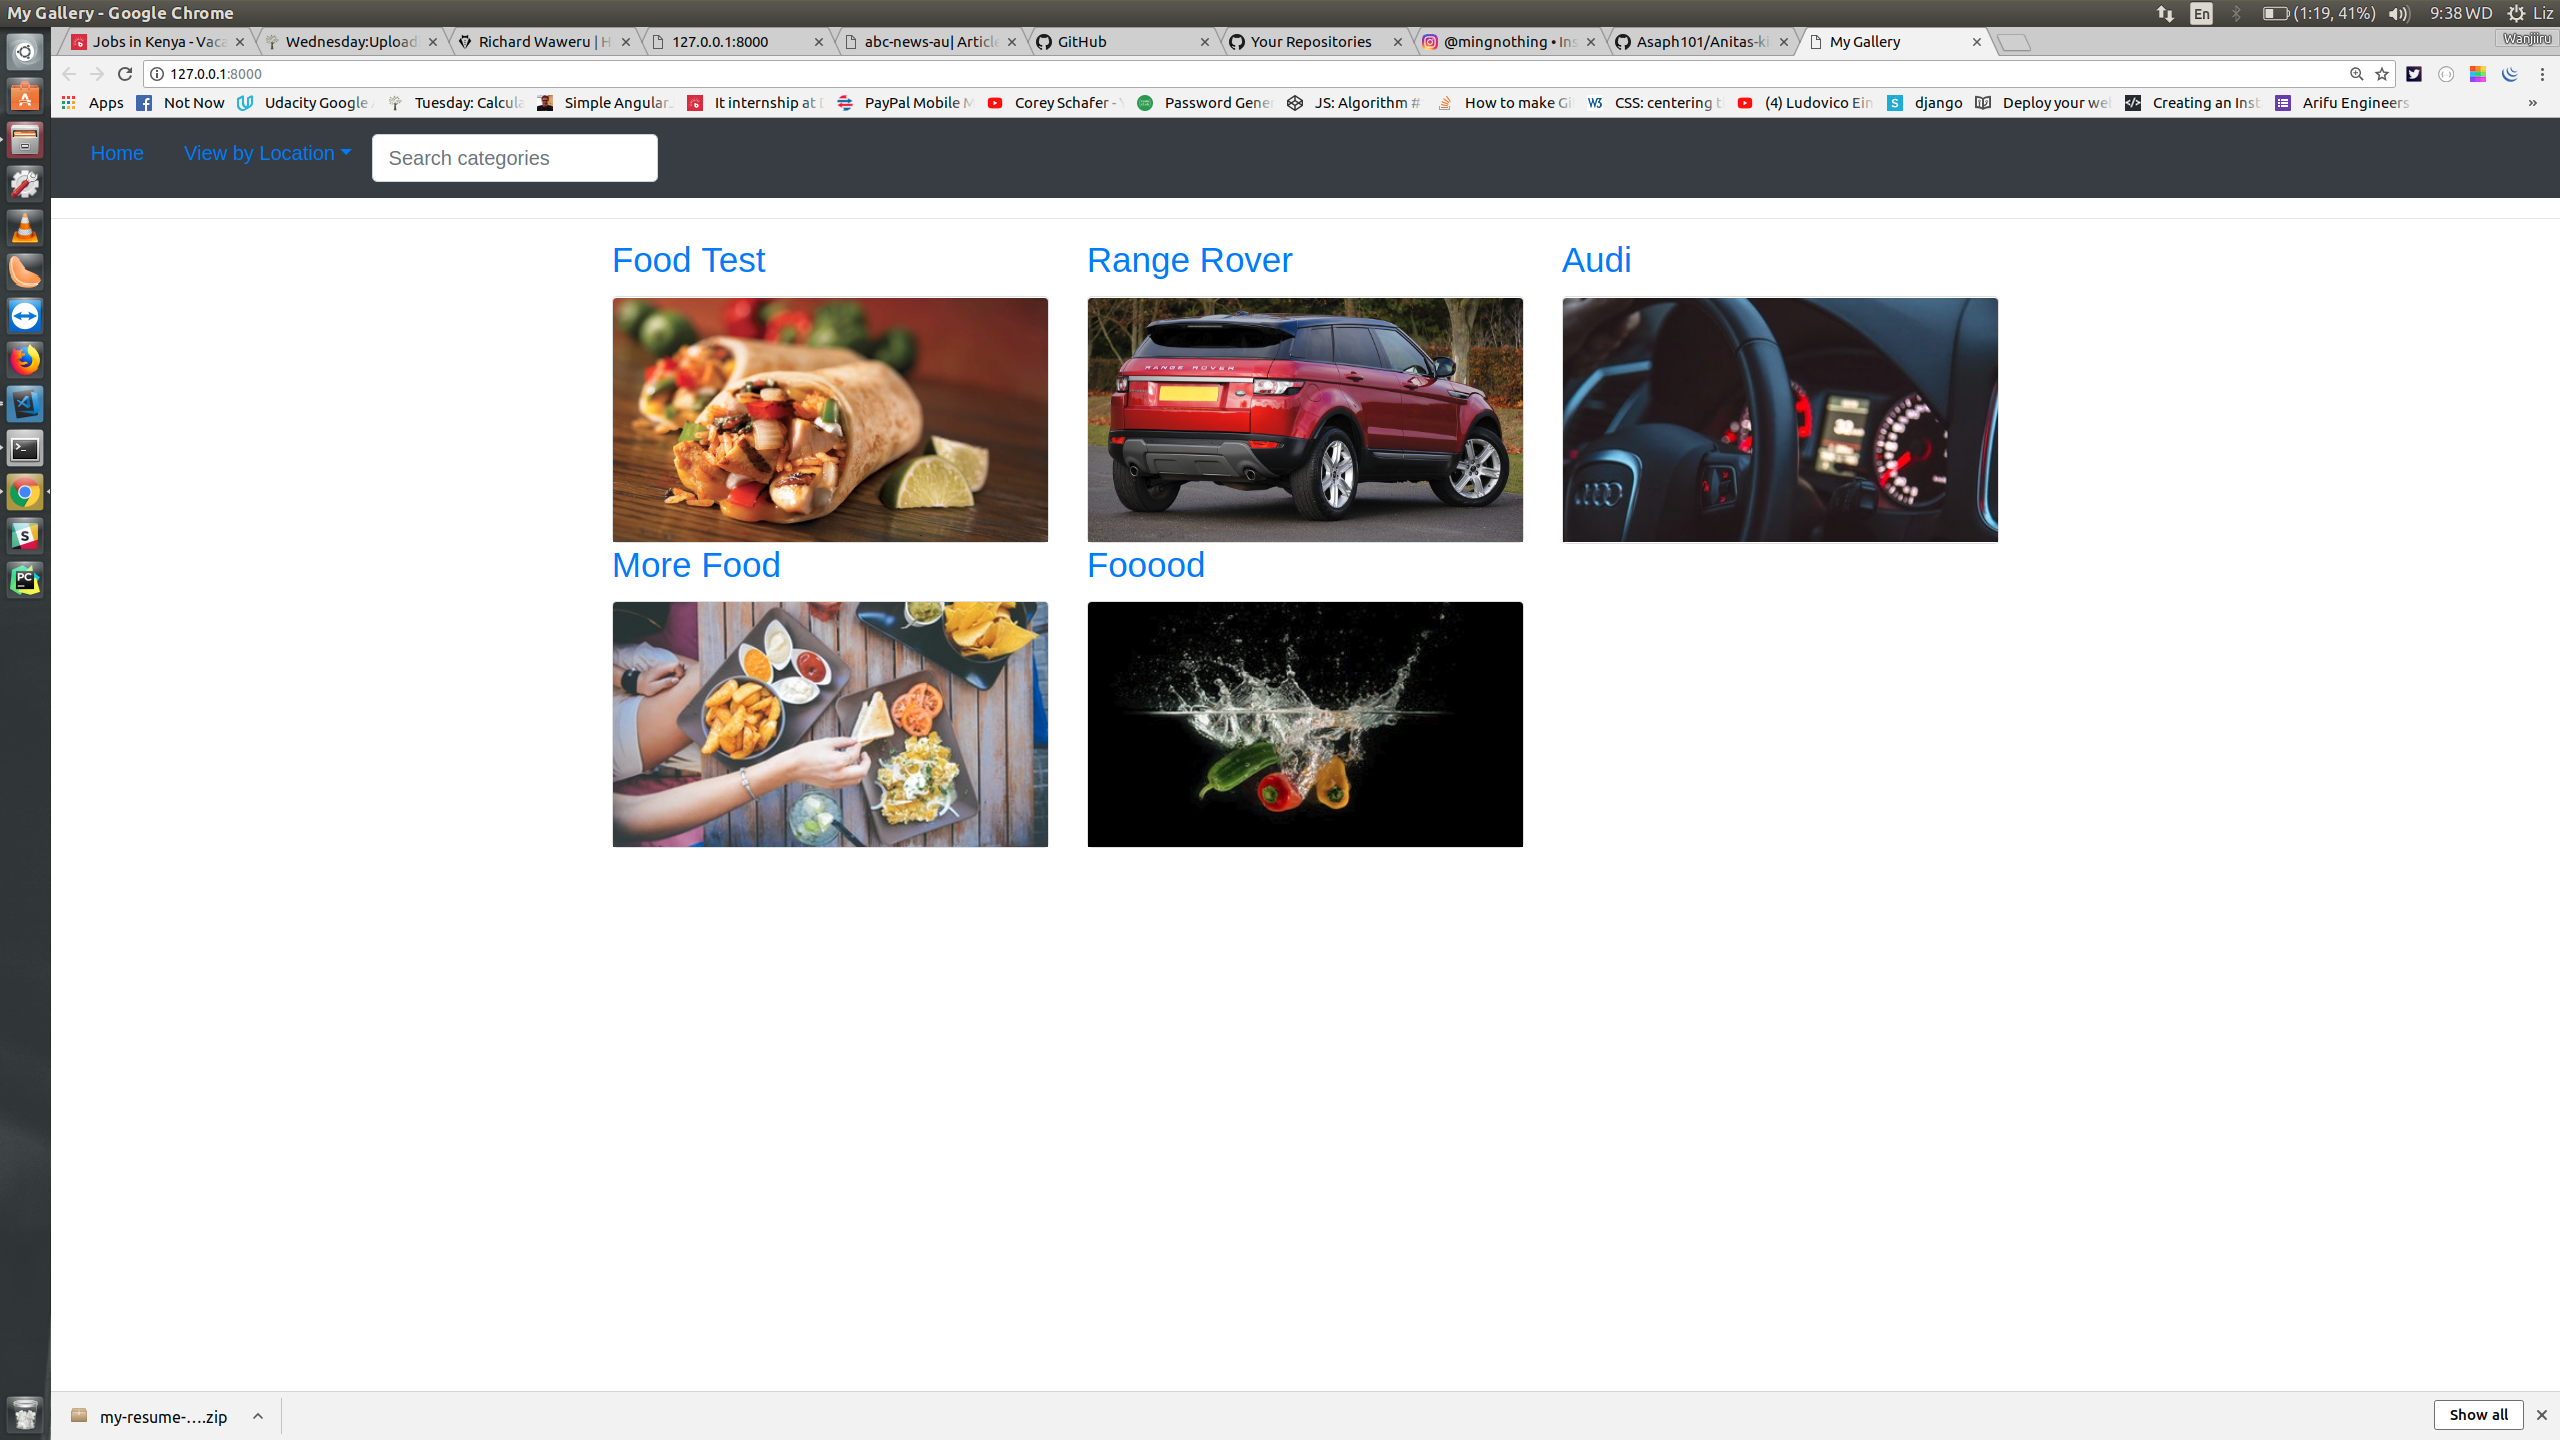 My Gallery - Google Chrome
En
(1:19, 41%)
9:38 WD
Liz
Jobs in Kenya - Vaca
Wednesday:Upload
Richard Waweru | H
127.0.0.1:8000
abc-news-au| Article
GitHub
Your Repositories
@mingnothing • Ins
Asaph101/Anitas-ki
My Gallery
Wanjiiru
127.0.0.1:8000
Apps
Not Now
Udacity Google
Tuesday: Calcula
Simple Angular
It internship at
PayPal Mobile
Corey Schafer -
Password Gener
JS: Algorithm #
How to make Gi
CSS: centering
(4) Ludovico Ein
django
Deploy your we
Creating an Inst
Arifu Engineers
»
Home
View by Location
Search categories
Food Test
Range Rover
Audi
RANGE ROVER
More Food
Fooood
my-resume-....zip
Show all